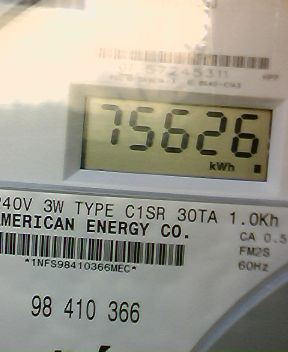 75626
kWh
240V 3W TYPE C1SR 30TA 1.0Kh
AMERICAN ENERGY CO.
CA 0.5
FM2S
60Hz
*1NFS98410366MEC*
98 410 366